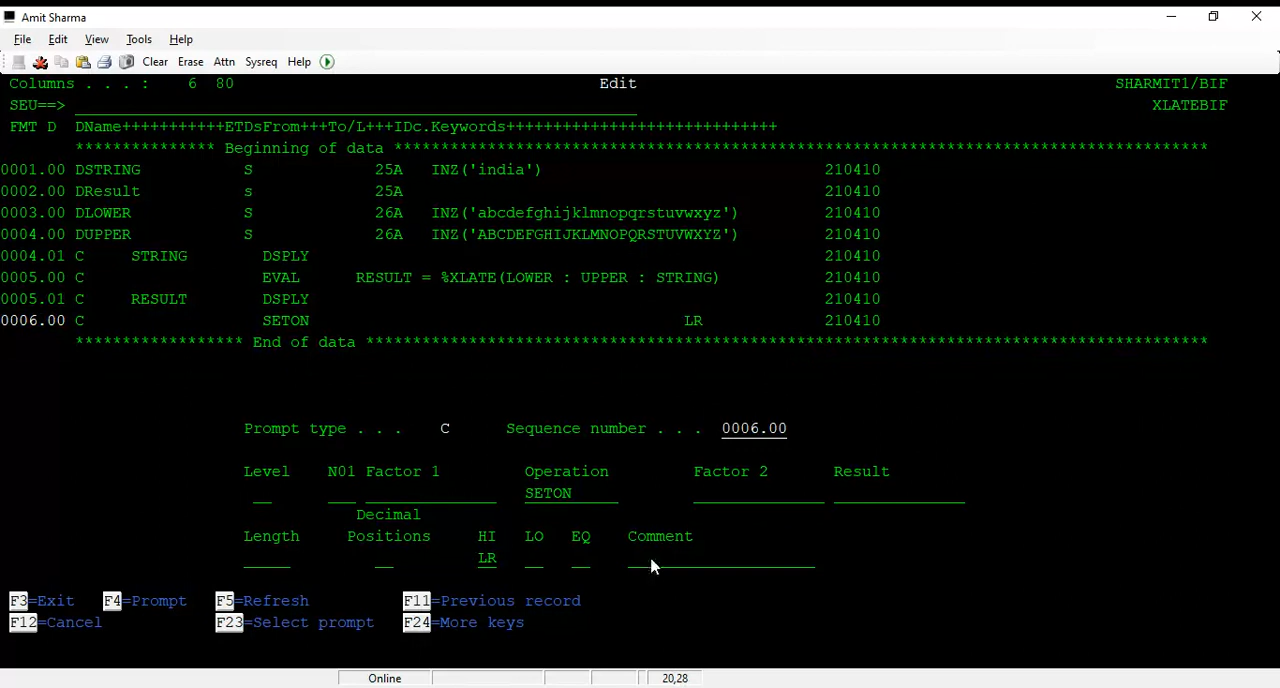 Amit Sharma
File Edit View Tools Help
Clear Erase Attn Sysreq Help
Columns . . . : 6 80 Edit SHARMIT1/BIF
SEU==> XLATEBIF
FMT D DName+++++++++++ETDsFrom+++To/L+++IDc.Keywords+++++++++++++++++++++++++++++
*************** Beginning of data ****************************************************************************************
0001.00 DSTRING S 25A INZ('india') 210410
0002.00 DResult s 25A 210410
0003.00 DLOWER S 26A INZ('abcdefghijklmnopqrstuvwxyz') 210410
0004.00 DUPPER S 26A INZ('ABCDEFGHIJKLMNOPQRSTUVWXYZ') 210410
0004.01 C STRING DSPLY 210410
0005.00 C EVAL RESULT = %XLATE(LOWER : UPPER : STRING) 210410
0005.01 C RESULT DSPLY 210410
0006.00 C SETON LR 210410
****************** End of data ******************************************************************************************
Prompt type . . . C Sequence number . . . 0006.00
Level N01 Factor 1 Operation Factor 2 Result
SETON
Decimal
Length Positions HI LO EQ Comment
LR
F3=Exit F4=Prompt F5=Refresh F11=Previous record
F12=Cancel F23=Select prompt F24=More keys
Online 20,28